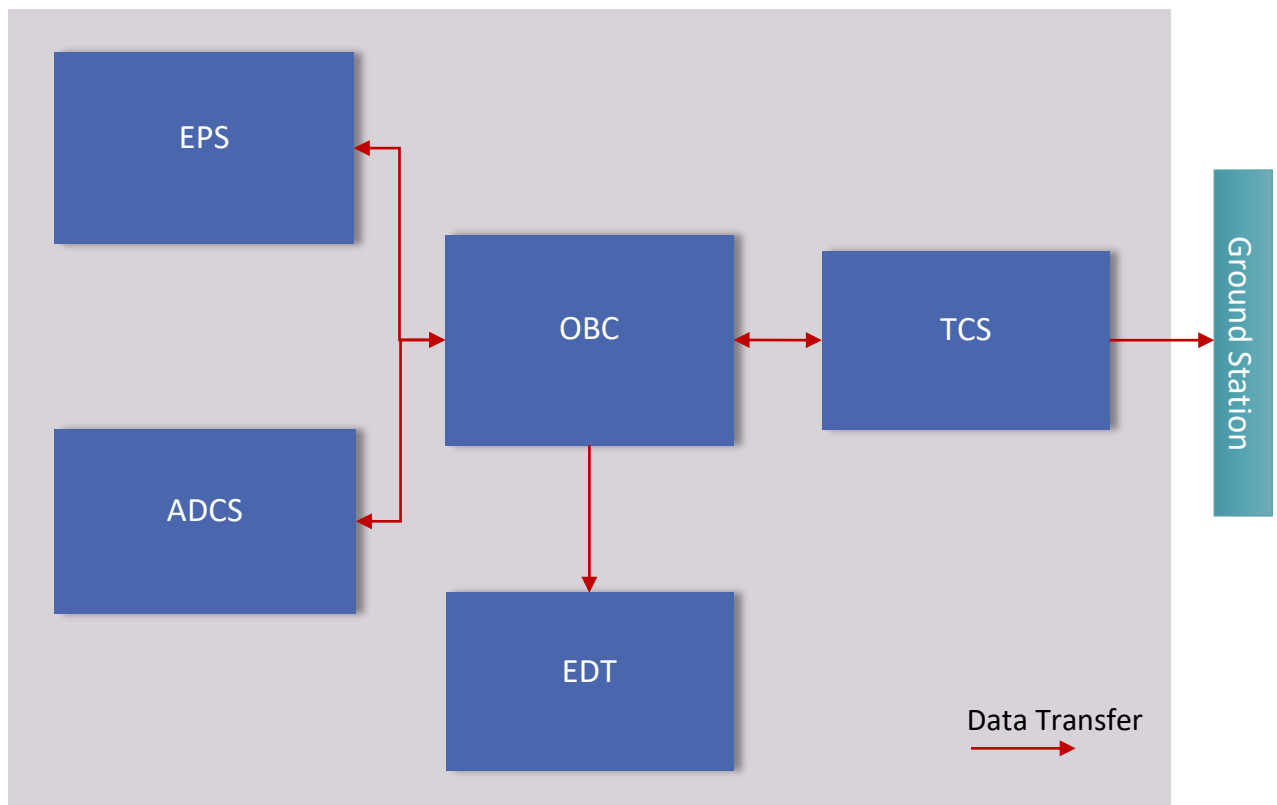 EPS
OBC
TCS
Ground Station
ADCS
EDT
Data Transfer